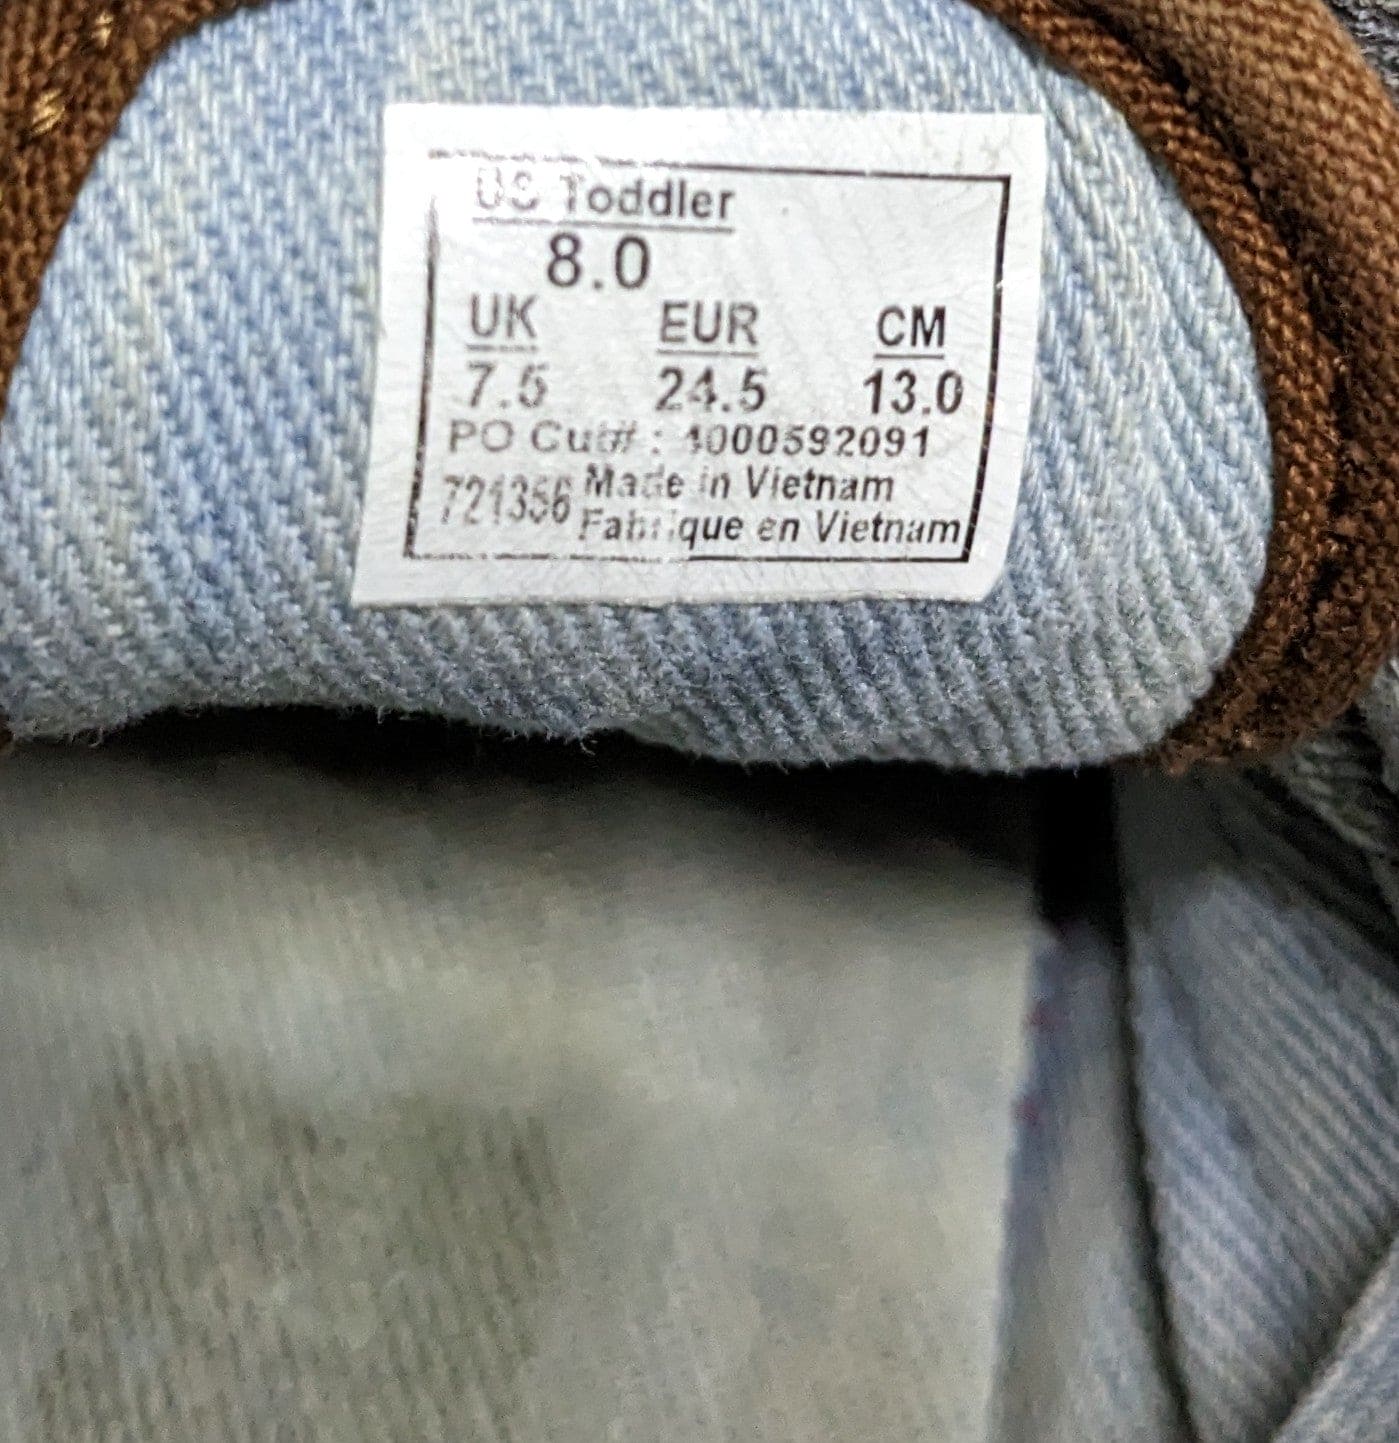 US Toddler
8.0
UK EUR CM
7.5 24.5 13.0
PO Cut# : 4000592091
721356 Made in Vietnam
Fabrique en Vietnam